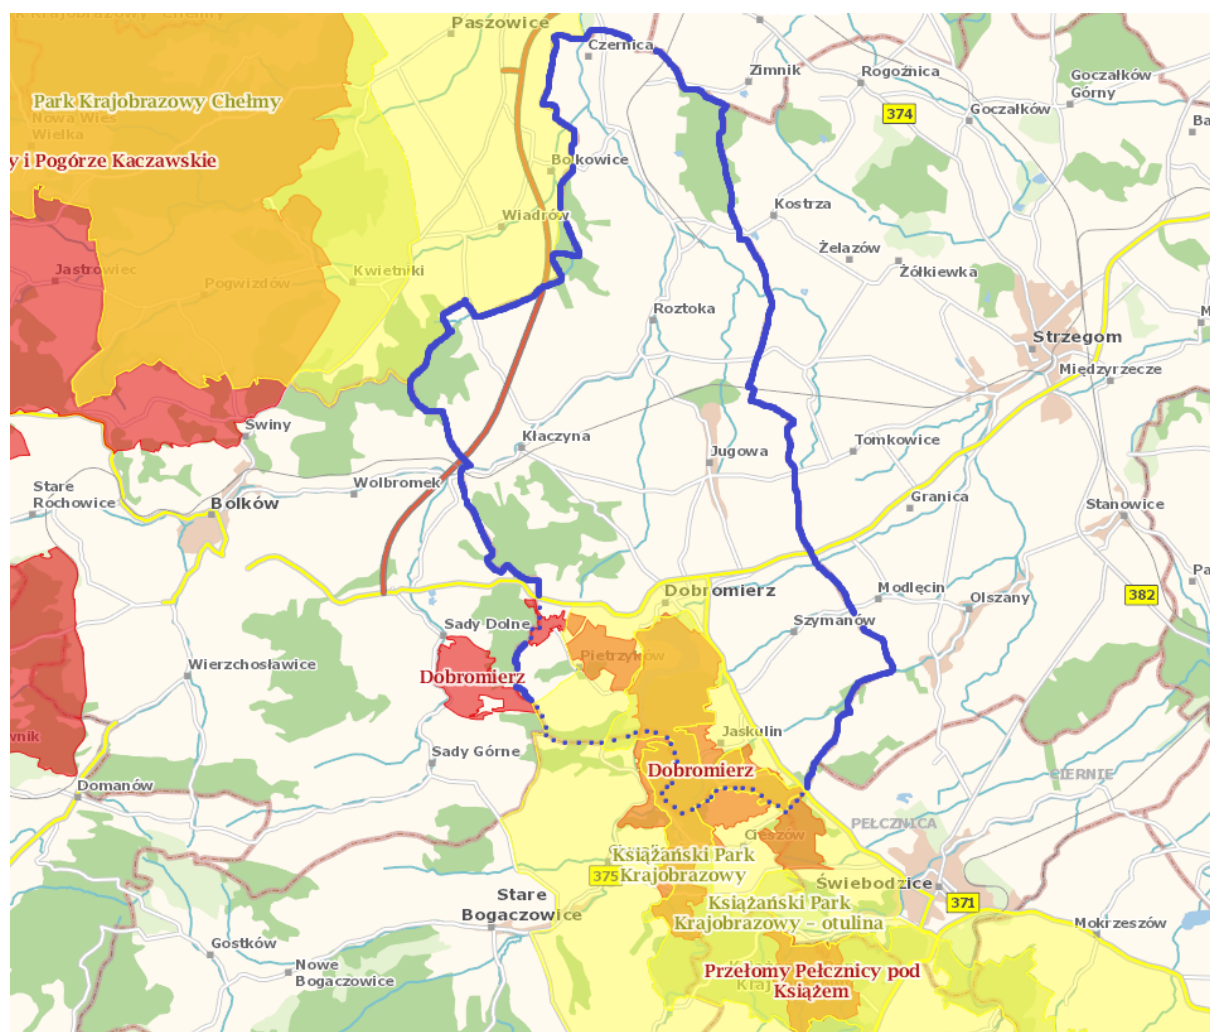 Paszowice
Czernica
Zimnik
Rogoźnica
Goczałków
Górny
Park Krajobrazowy Chełmy
Nowa Wieś
Wielka
374
Goczałków
y i Pogórze Kaczawskie
Bolkowice
Wiadrów
Kostrza
Żelazów
Żółkiewka
Jastrowiec
Pogwizdów
Kwietniki
Roztoka
Strzegom
Międzyrzecze
Swiny
Kłaczyna
Jugowa
Tomkowice
Stare
Rochowice
Wolbromek
Bolków
Granica
Stanowice
Dobromierz
Modlęcin
Olszany
382
Sady Dolne
Szymanów
Wierzchosławice
Pietrzyków
Dobromierz
wnik
Jaskulin
Sady Górne
Dobromierz
CIERNIE
Domanów
PEŁCZNICA
Cieszów
Książański Park
Krajobrazowy
375
Świebodzice
Stare
Bogaczowice
Książański Park
Krajobrazowy – otulina
371
Mokrzeszów
Gostków
Nowe
Bogaczowice
Przełomy Pełcznicy pod
Książem